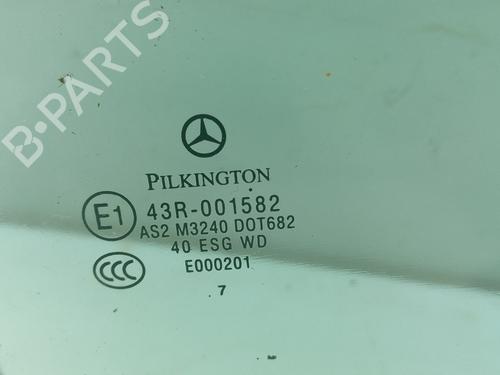 B-PARTS
PILKINGTON
E1 43R-001582
AS2 M3240 DOT682
40 ESG WD
CCC E000201
7